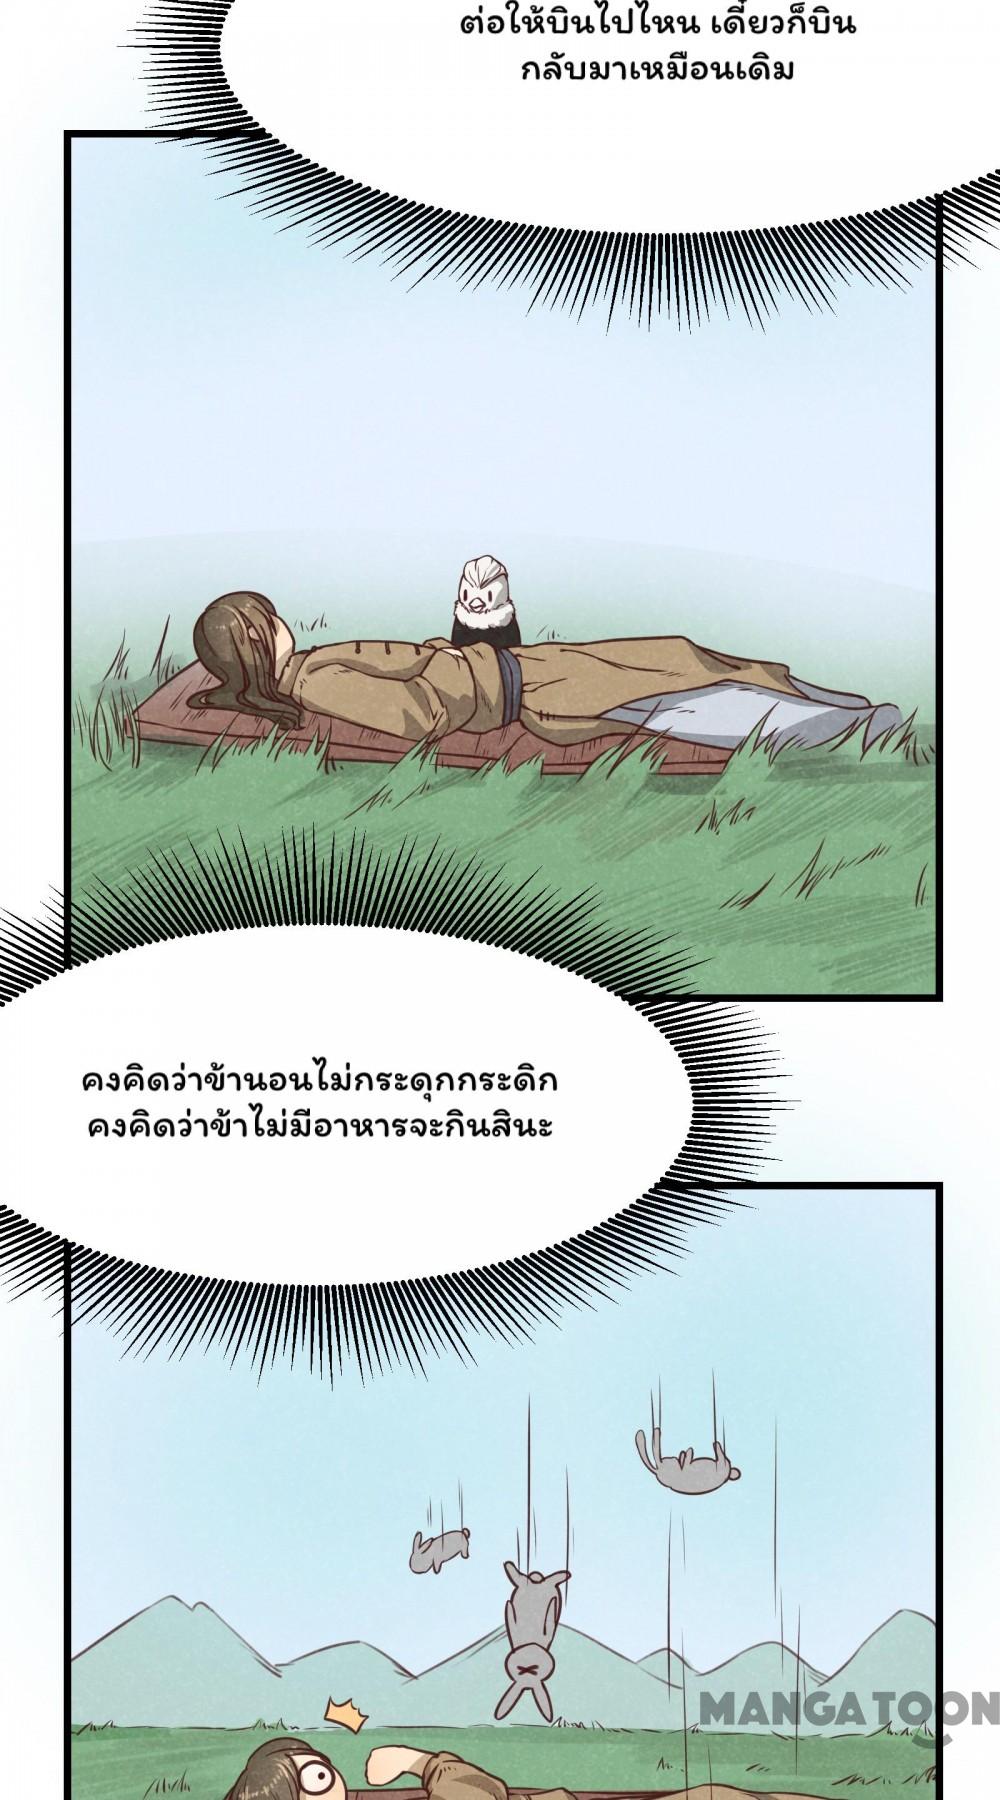 ต่อให้บินไปไหน เดี๋ยวก็บิน
กลับมาเหมือนเดิม
คงคิดว่าข้านอนไม่กระดุกกระดิก
คงคิดว่าข้าไม่มีอาหารจะกินสินะ
MANGATOON